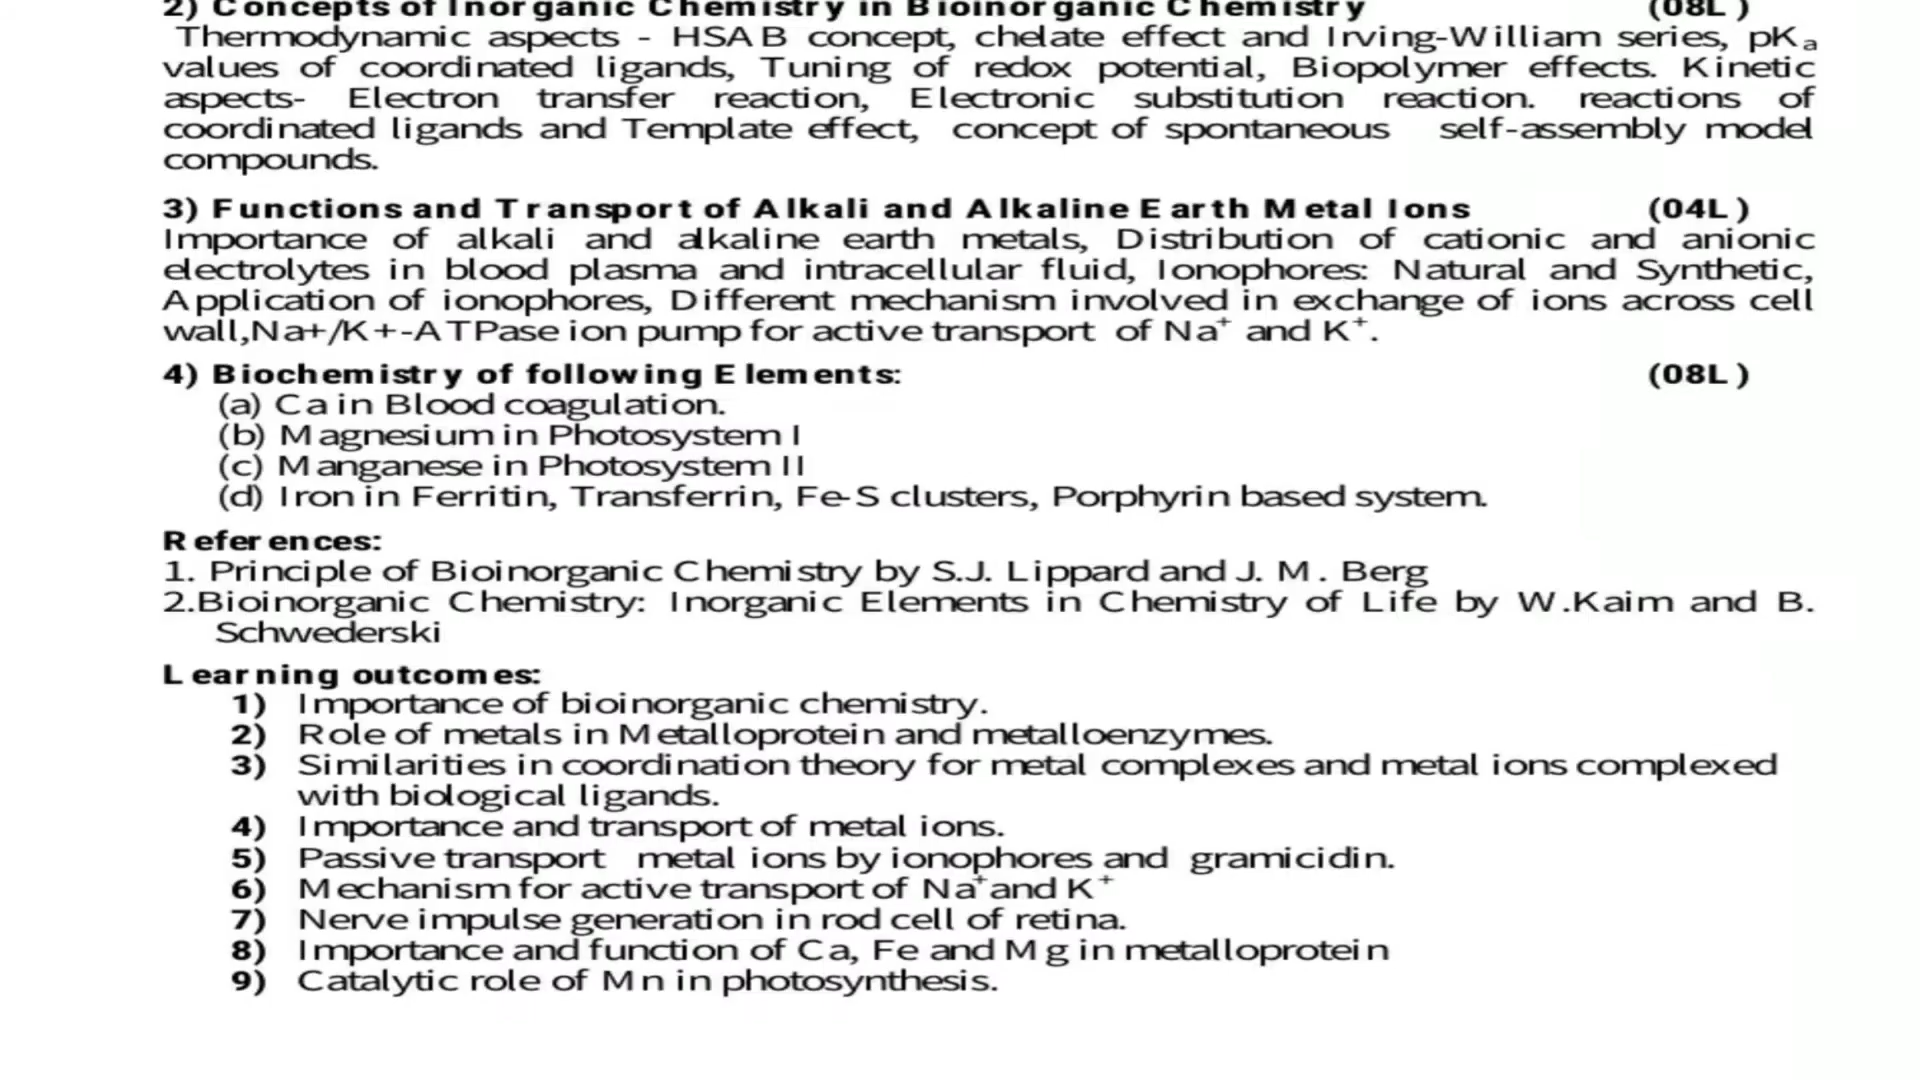 2) Concepts of Inorganic Chemistry in Bioinorganic Chemistry (08L)
Thermodynamic aspects - HSAB concept, chelate effect and Irving-William series, pKa
values of coordinated ligands, Tuning of redox potential, Biopolymer effects. Kinetic
aspects- Electron transfer reaction, Electronic substitution reaction. reactions of
coordinated ligands and Template effect, concept of spontaneous self-assembly model
compounds.
3) Functions and Transport of Alkali and Alkaline Earth Metal Ions (04L)
Importance of alkali and alkaline earth metals, Distribution of cationic and anionic
electrolytes in blood plasma and intracellular fluid, Ionophores: Natural and Synthetic,
Application of ionophores, Different mechanism involved in exchange of ions across cell
wall,Na+/K+-ATPase ion pump for active transport of Na⁺ and K⁺.
4) Biochemistry of following Elements: (08L)
(a) Ca in Blood coagulation.
(b) Magnesium in Photosystem I
(c) Manganese in Photosystem II
(d) Iron in Ferritin, Transferrin, Fe-S clusters, Porphyrin based system.
References:
1. Principle of Bioinorganic Chemistry by S.J. Lippard and J. M. Berg
2.Bioinorganic Chemistry: Inorganic Elements in Chemistry of Life by W.Kaim and B.
Schwederski
Learning outcomes:
1) Importance of bioinorganic chemistry.
2) Role of metals in Metalloprotein and metalloenzymes.
3) Similarities in coordination theory for metal complexes and metal ions complexed
with biological ligands.
4) Importance and transport of metal ions.
5) Passive transport metal ions by ionophores and gramicidin.
6) Mechanism for active transport of Na⁺and K⁺
7) Nerve impulse generation in rod cell of retina.
8) Importance and function of Ca, Fe and Mg in metalloprotein
9) Catalytic role of Mn in photosynthesis.